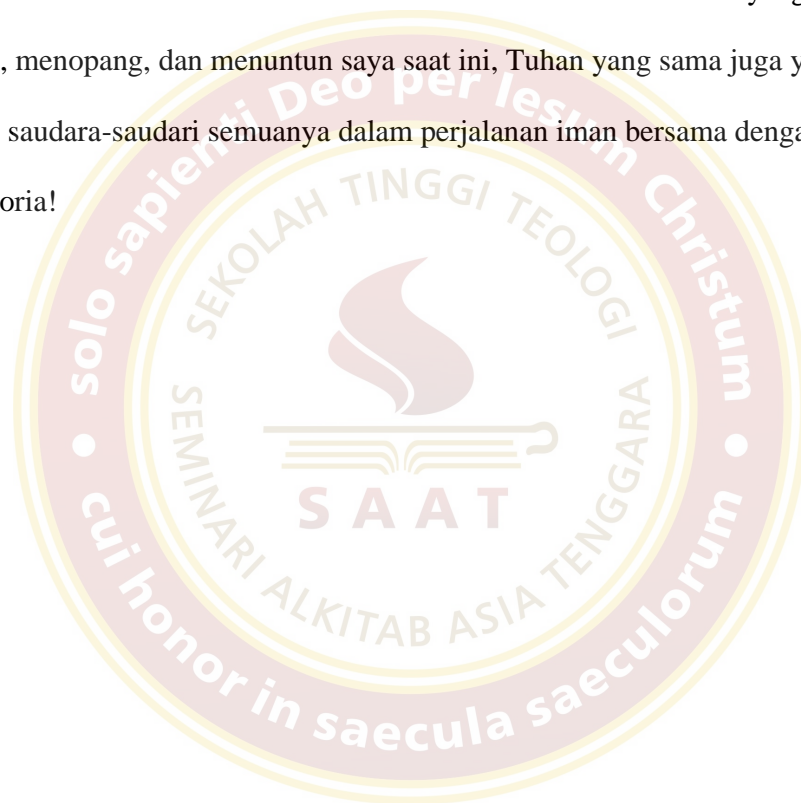 , menopang, dan menuntun saya saat ini, Tuhan yang sama juga y
saudara-saudari semuanya dalam perjalanan iman bersama denga
oria!
solo sapienti Deo per Iesum Christum
SEKOLAH TINGGI TEOLOGI
SEMINARI ALKITAB ASIA TENGGARA
SAAT
cui honor in saecula saeculorum